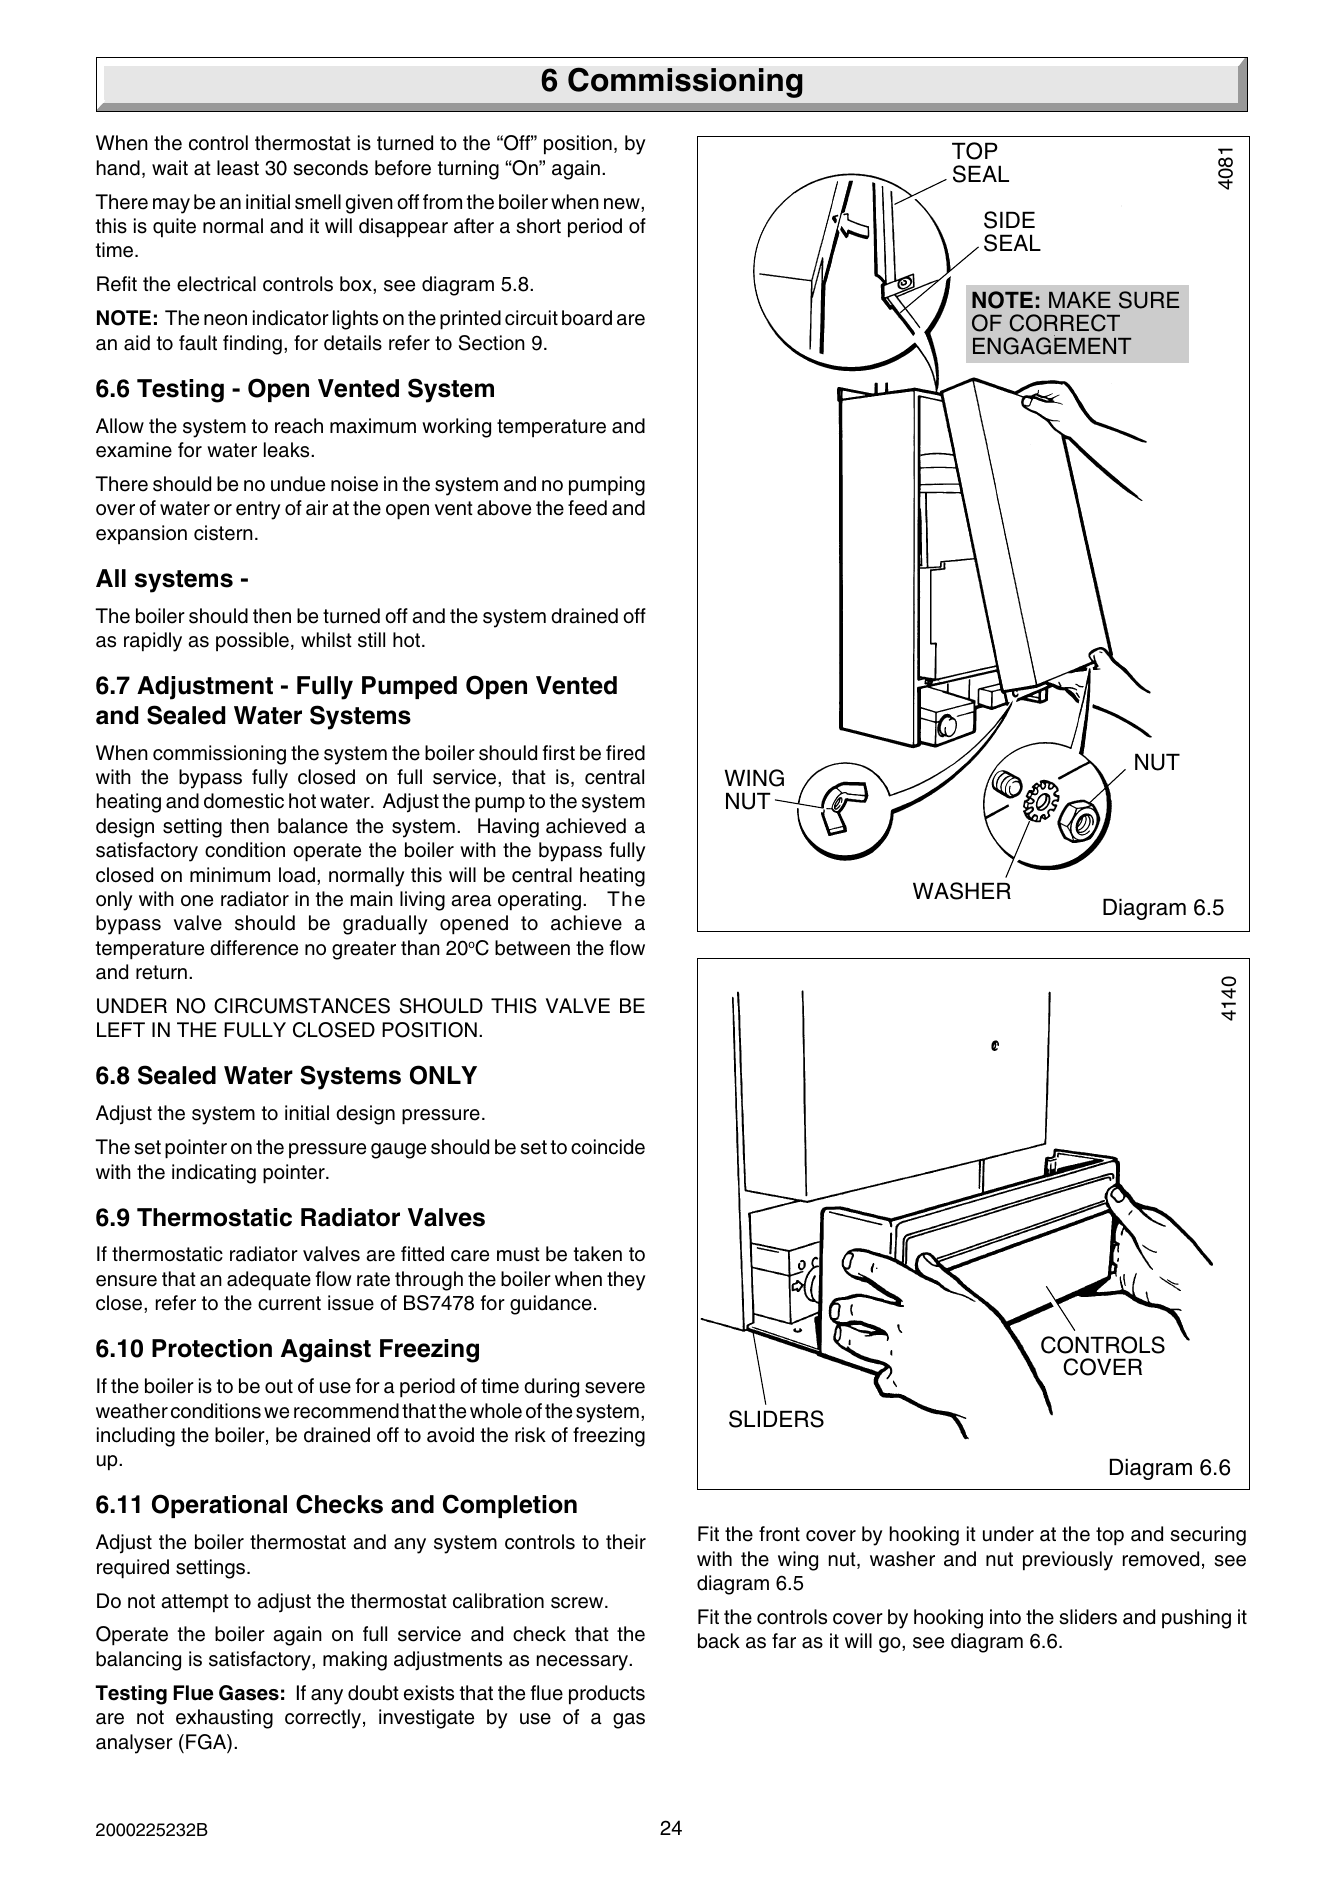 6 Commissioning
When the control thermostat is turned to the “Off” position, by
hand, wait at least 30 seconds before turning “On” again.
There may be an initial smell given off from the boiler when new,
this is quite normal and it will disappear after a short period of
time.
Refit the electrical controls box, see diagram 5.8.
NOTE: The neon indicator lights on the printed circuit board are
an aid to fault finding, for details refer to Section 9.
6.6 Testing - Open Vented System
Allow the system to reach maximum working temperature and
examine for water leaks.
There should be no undue noise in the system and no pumping
over of water or entry of air at the open vent above the feed and
expansion cistern.
All systems -
The boiler should then be turned off and the system drained off
as rapidly as possible, whilst still hot.
6.7 Adjustment - Fully Pumped Open Vented
and Sealed Water Systems
When commissioning the system the boiler should first be fired
with the bypass fully closed on full service, that is, central
heating and domestic hot water. Adjust the pump to the system
design setting then balance the system. Having achieved a
satisfactory condition operate the boiler with the bypass fully
closed on minimum load, normally this will be central heating
only with one radiator in the main living area operating. The
bypass valve should be gradually opened to achieve a
temperature difference no greater than 20°C between the flow
and return.
UNDER NO CIRCUMSTANCES SHOULD THIS VALVE BE
LEFT IN THE FULLY CLOSED POSITION.
6.8 Sealed Water Systems ONLY
Adjust the system to initial design pressure.
The set pointer on the pressure gauge should be set to coincide
with the indicating pointer.
6.9 Thermostatic Radiator Valves
If thermostatic radiator valves are fitted care must be taken to
ensure that an adequate flow rate through the boiler when they
close, refer to the current issue of BS7478 for guidance.
6.10 Protection Against Freezing
If the boiler is to be out of use for a period of time during severe
weather conditions we recommend that the whole of the system,
including the boiler, be drained off to avoid the risk of freezing
up.
6.11 Operational Checks and Completion
Adjust the boiler thermostat and any system controls to their
required settings.
Do not attempt to adjust the thermostat calibration screw.
Operate the boiler again on full service and check that the
balancing is satisfactory, making adjustments as necessary.
Testing Flue Gases: If any doubt exists that the flue products
are not exhausting correctly, investigate by use of a gas
analyser (FGA).
TOP
SEAL
4081
SIDE
SEAL
NOTE: MAKE SURE
OF CORRECT
ENGAGEMENT
NUT
WING
NUT
WASHER
Diagram 6.5
4140
CONTROLS
COVER
SLIDERS
Diagram 6.6
Fit the front cover by hooking it under at the top and securing
with the wing nut, washer and nut previously removed, see
diagram 6.5
Fit the controls cover by hooking into the sliders and pushing it
back as far as it will go, see diagram 6.6.
2000225232B
24